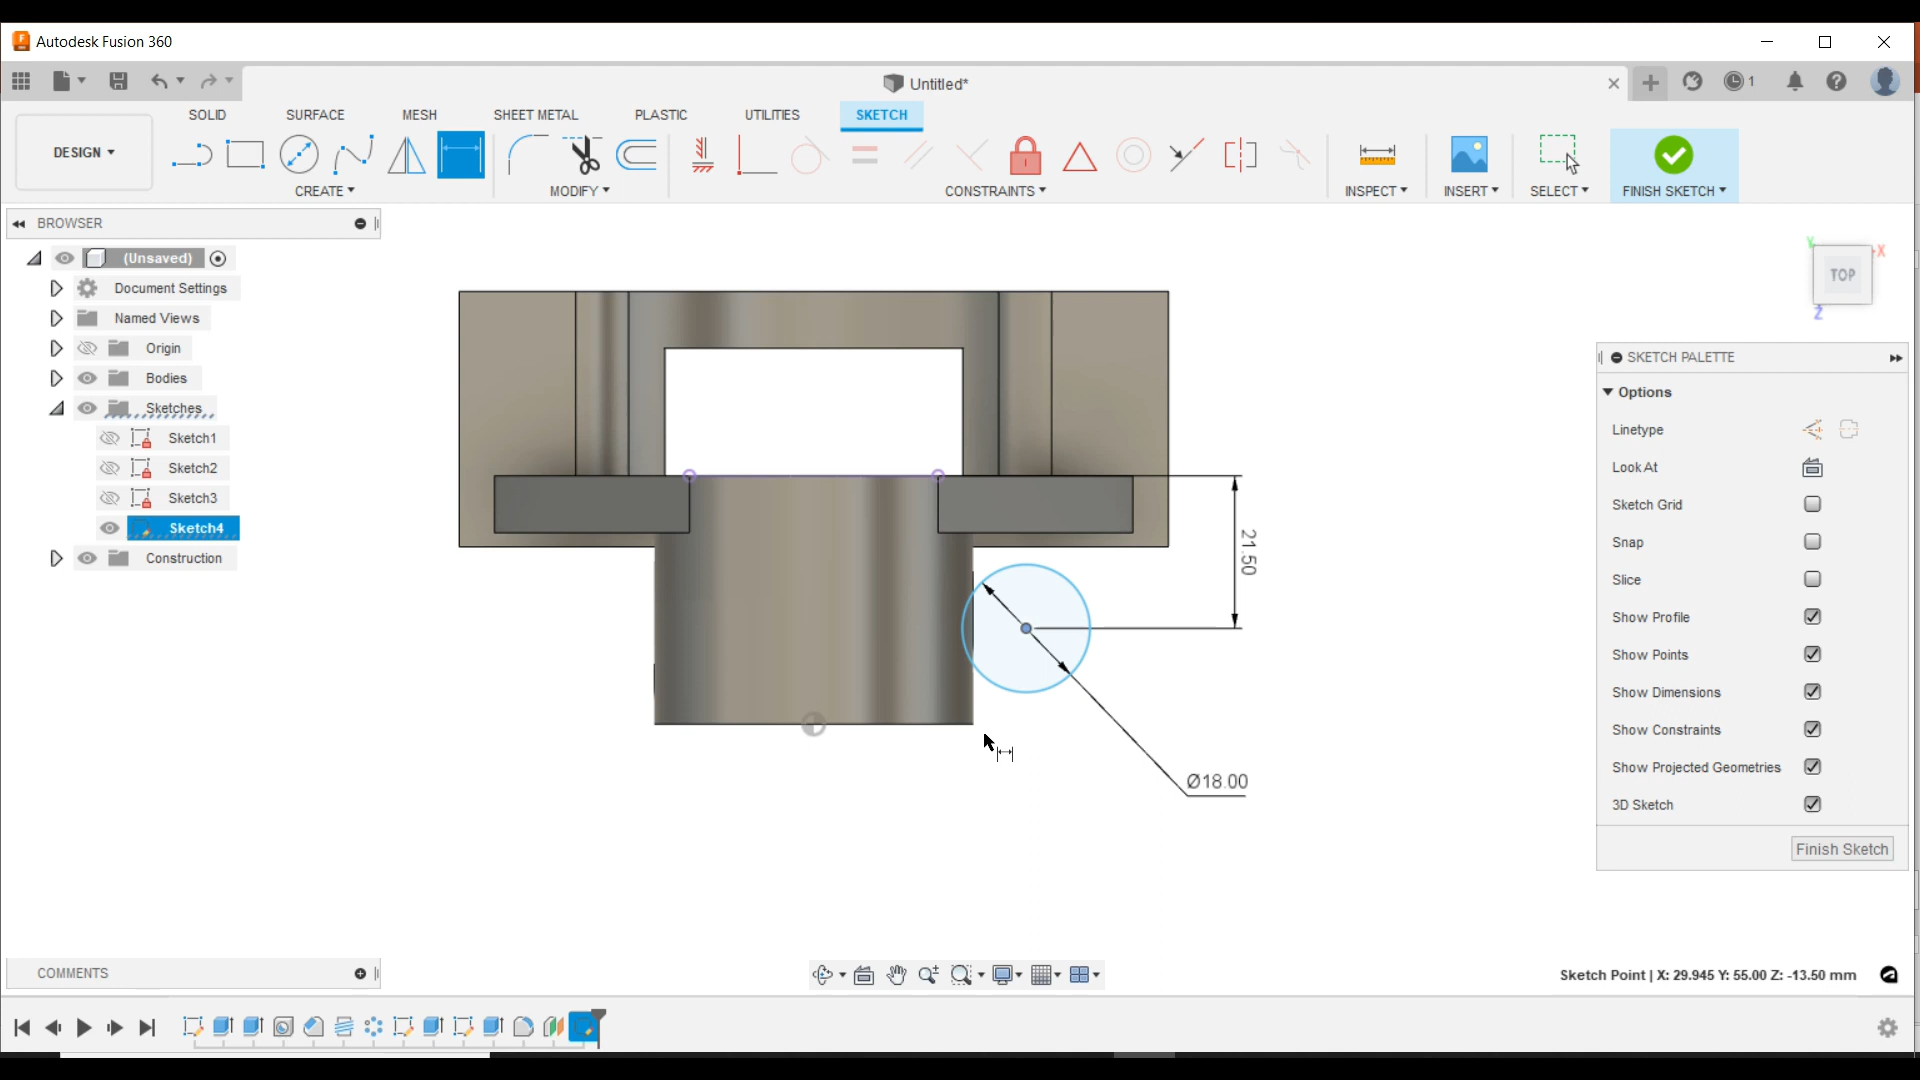 Autodesk Fusion 360
Untitled*
1
SOLID SURFACE MESH SHEET METAL PLASTIC UTILITIES SKETCH
DESIGN
CREATE MODIFY CONSTRAINTS INSPECT INSERT SELECT FINISH SKETCH
BROWSER
(Unsaved)
Document Settings
Named Views
Origin
Bodies
Sketches
Sketch1
Sketch2
Sketch3
Sketch4
Construction
Y
X
TOP
Z
21.50
Ø18.00
SKETCH PALETTE
Options
Linetype
Look At
Sketch Grid
Snap
Slice
Show Profile
Show Points
Show Dimensions
Show Constraints
Show Projected Geometries
3D Sketch
Finish Sketch
COMMENTS
Sketch Point | X: 29.945 Y: 55.00 Z: -13.50 mm